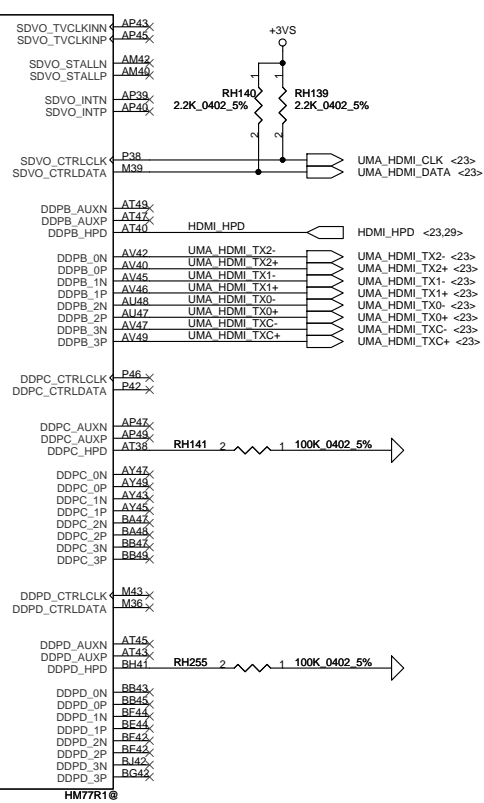 SDVO_TVCLKINN AP43
SDVO_TVCLKINP AP45
+3VS
SDVO_STALLN AM42
SDVO_STALLP AM40
1 1
RH140 RH139
2.2K_0402_5% 2.2K_0402_5%
SDVO_INTN AP39
SDVO_INTP AP40
2 2
SDVO_CTRLCLK P38 UMA_HDMI_CLK <23>
SDVO_CTRLDATA M39 UMA_HDMI_DATA <23>
DDPB_AUXN AT49
DDPB_AUXP AT47
DDPB_HPD AT40 HDMI_HPD HDMI_HPD <23,29>
DDPB_0N AV42 UMA_HDMI_TX2- UMA_HDMI_TX2- <23>
DDPB_0P AV40 UMA_HDMI_TX2+ UMA_HDMI_TX2+ <23>
DDPB_1N AV45 UMA_HDMI_TX1- UMA_HDMI_TX1- <23>
DDPB_1P AV46 UMA_HDMI_TX1+ UMA_HDMI_TX1+ <23>
DDPB_2N AU48 UMA_HDMI_TX0- UMA_HDMI_TX0- <23>
DDPB_2P AU47 UMA_HDMI_TX0+ UMA_HDMI_TX0+ <23>
DDPB_3N AV47 UMA_HDMI_TXC- UMA_HDMI_TXC- <23>
DDPB_3P AV49 UMA_HDMI_TXC+ UMA_HDMI_TXC+ <23>
DDPC_CTRLCLK P46
DDPC_CTRLDATA P42
DDPC_AUXN AP47
DDPC_AUXP AP49
DDPC_HPD AT38 RH141 2 1 100K_0402_5%
DDPC_0N AY47
DDPC_0P AY49
DDPC_1N AY43
DDPC_1P AY45
DDPC_2N BA47
DDPC_2P BA48
DDPC_3N BB47
DDPC_3P BB49
DDPD_CTRLCLK M43
DDPD_CTRLDATA M36
DDPD_AUXN AT45
DDPD_AUXP AT43
DDPD_HPD BH41 RH255 2 1 100K_0402_5%
DDPD_0N BB43
DDPD_0P BB45
DDPD_1N BF44
DDPD_1P BE44
DDPD_2N BF42
DDPD_2P BE42
DDPD_3N BJ42
DDPD_3P BG42
HM77R1@